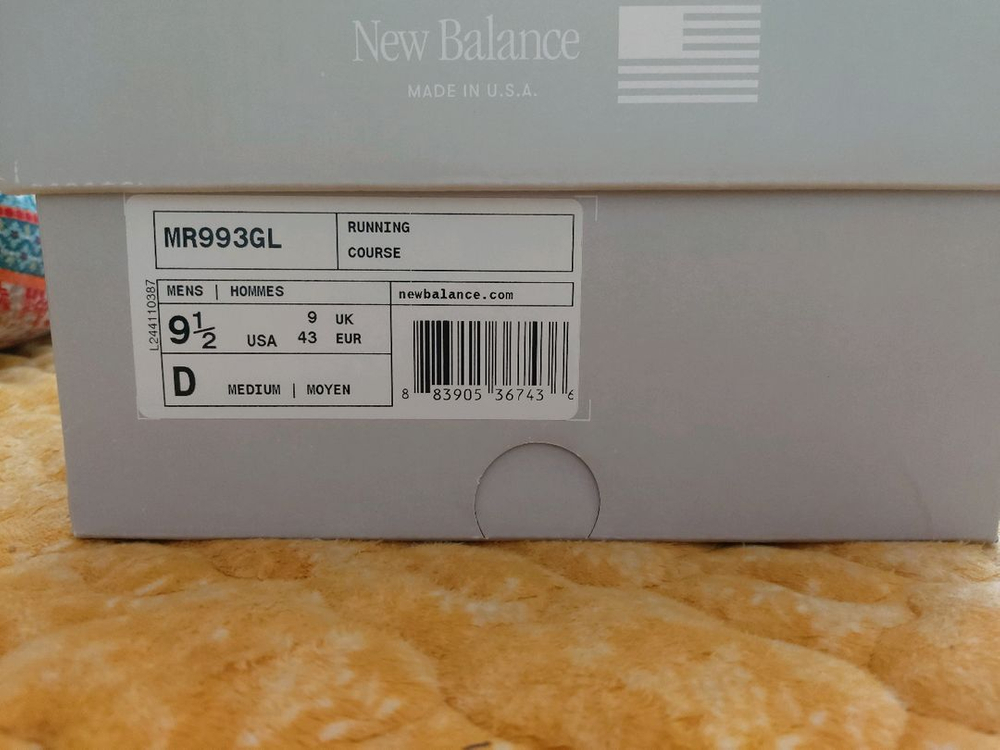 New Balance
MADE IN U.S.A.
MR993GL
RUNNING
COURSE
L244110387
MENS | HOMMES
newbalance.com
9½ USA
9 UK
43 EUR
D MEDIUM | MOYEN
8 83905 36743 6